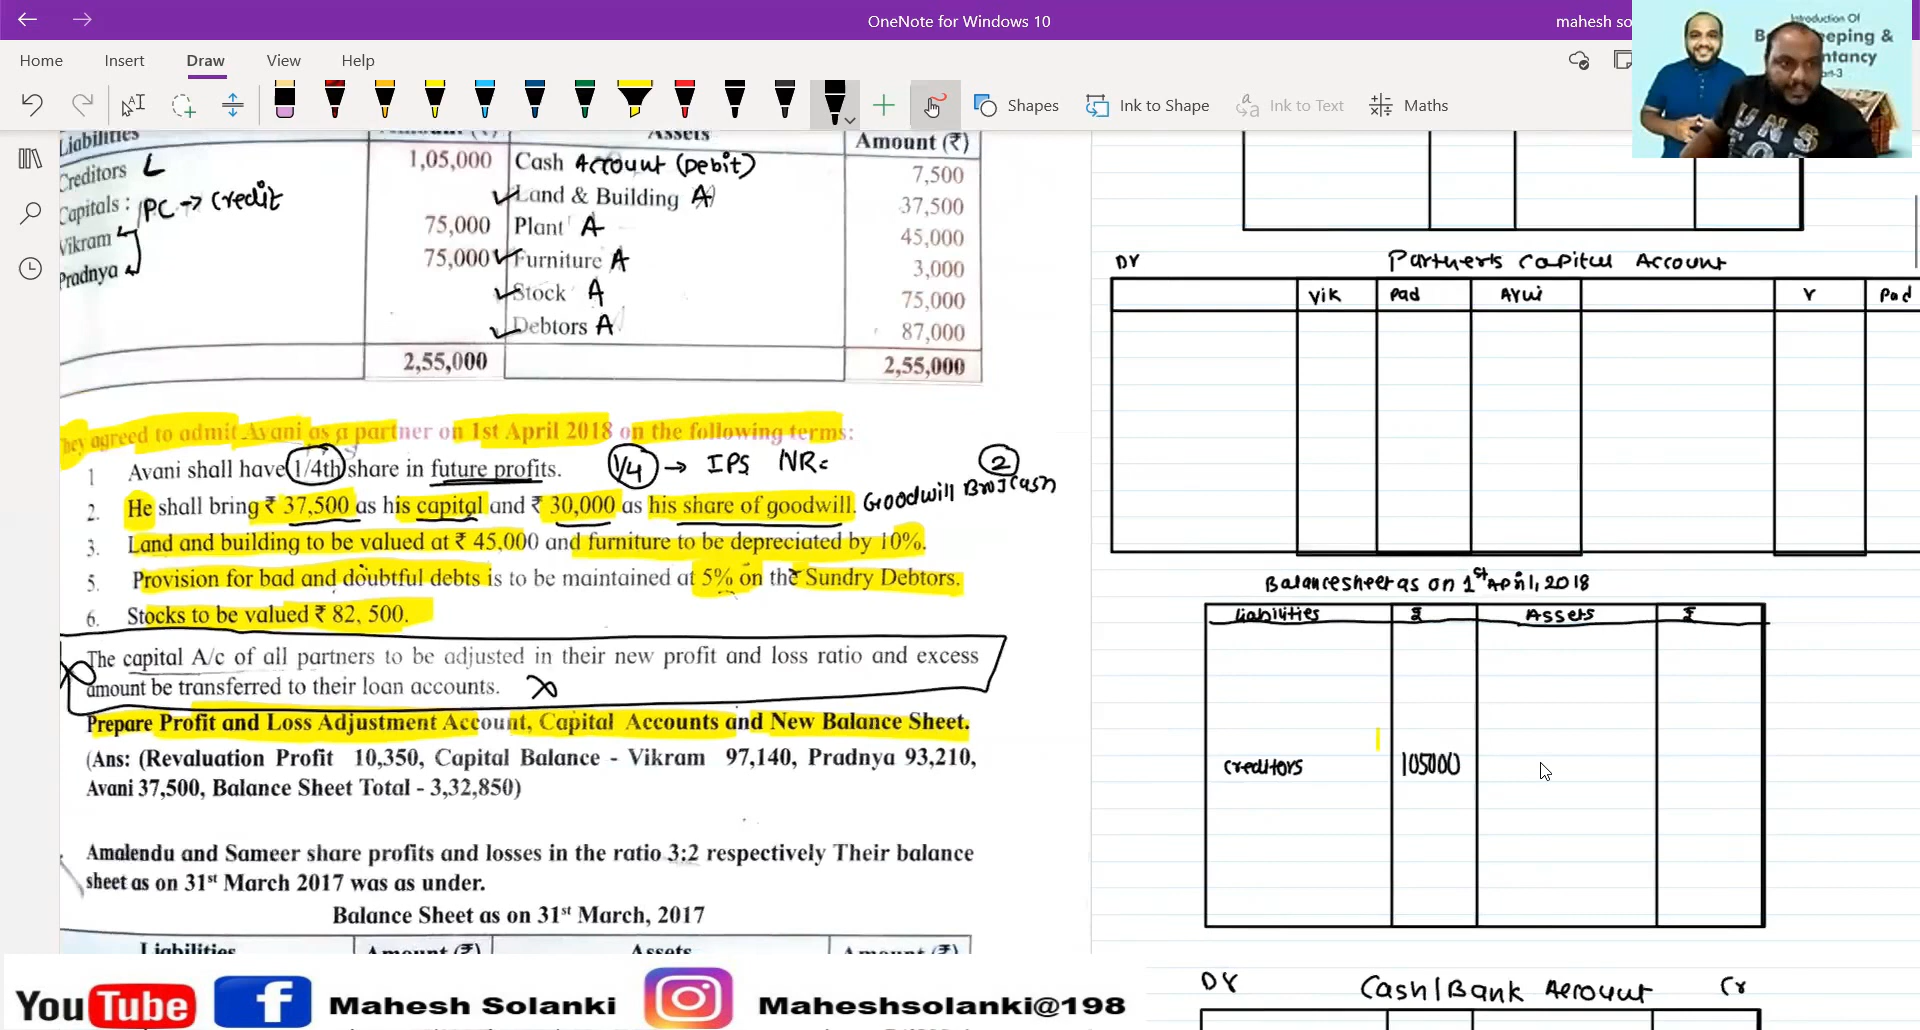 OneNote for Windows 10
mahesh so
Introduction Of
eeping &
ntancy
Home Insert Draw View Help
Shapes Ink to Shape Ink to Text Maths
Liabilities Assets Amount (₹)
Creditors L 1,05,000 Cash Account (Debit) 7,500
Capitals : PC → credit Land & Building A 37,500
Vikram 75,000 Plant A 45,000
Pradnya 75,000 Furniture A 3,000
Stock A 75,000
Debtors A 87,000
2,55,000 2,55,000
hey agreed to admit Avani as a partner on 1st April 2018 on the following terms:
1 Avani shall have 1/4th share in future profits. 1/4 → IPS NR= 2
2. He shall bring ₹ 37,500 as his capital and ₹ 30,000 as his share of goodwill. Goodwill Bro I Cash
3. Land and building to be valued at ₹ 45,000 and furniture to be depreciated by 10%.
5. Provision for bad and doubtful debts is to be maintained at 5% on the Sundry Debtors.
6. Stocks to be valued ₹ 82, 500.
The capital A/c of all partners to be adjusted in their new profit and loss ratio and excess
amount be transferred to their loan accounts.
Prepare Profit and Loss Adjustment Account, Capital Accounts and New Balance Sheet.
(Ans: (Revaluation Profit 10,350, Capital Balance - Vikram 97,140, Pradnya 93,210,
Avani 37,500, Balance Sheet Total - 3,32,850)
Amalendu and Sameer share profits and losses in the ratio 3:2 respectively Their balance
sheet as on 31st March 2017 was as under.
Balance Sheet as on 31st March, 2017
Liabilities Amount (₹) Assets Amount (₹)
Dr Partners Capital Account
Vik Pad Avni V Pad
Balancesheet as on 1st April, 2018
Liabilities ₹ Assets ₹
creditors 105000
Dr Cash/Bank Aerount Cr
YouTube f Mahesh Solanki Maheshsolanki@198